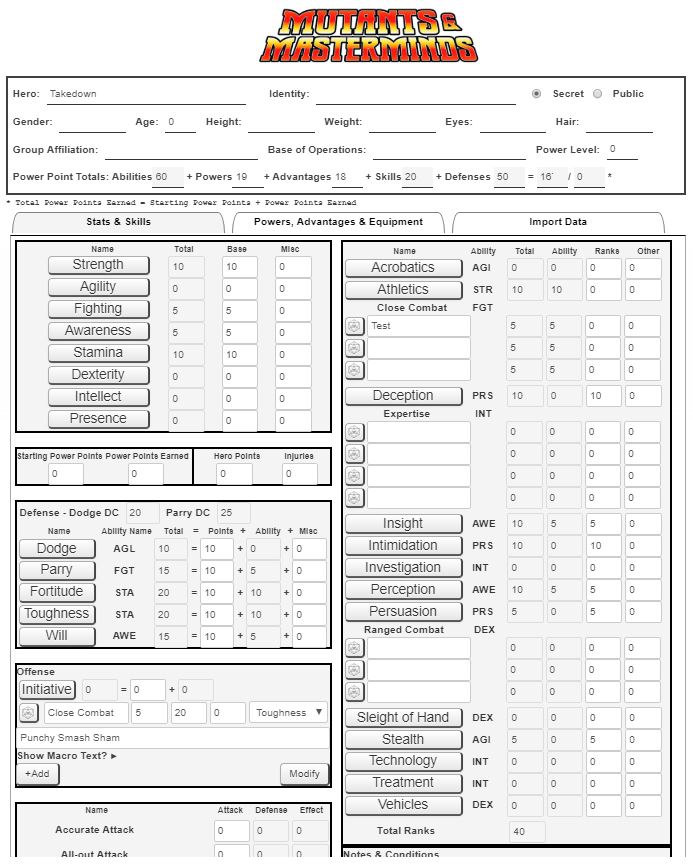 MUTANTS & MASTERMINDS
Hero: Takedown Identity: Secret Public
Gender: Age: 0 Height: Weight: Eyes: Hair:
Group Affiliation: Base of Operations: Power Level: 0
Power Point Totals: Abilities 60 + Powers 19 + Advantages 18 + Skills 20 + Defenses 50 = 16 / 0 *
* Total Power Points Earned = Starting Power Points + Power Points Earned
Stats & Skills Powers, Advantages & Equipment Import Data
Name Total Base Misc
Strength 10 10 0
Agility 0 0 0
Fighting 5 5 0
Awareness 5 5 0
Stamina 10 10 0
Dexterity 0 0 0
Intellect 0 0 0
Presence 0 0 0
Starting Power Points Power Points Earned Hero Points Injuries
0 0 0 0
Defense - Dodge DC 20 Parry DC 25
Name Ability Name Total = Points + Ability + Misc
Dodge AGL 10 = 10 + 0 + 0
Parry FGT 15 = 10 + 5 + 0
Fortitude STA 20 = 10 + 10 + 0
Toughness STA 20 = 10 + 10 + 0
Will AWE 15 = 10 + 5 + 0
Offense
Initiative 0 = 0 + 0
Close Combat 5 20 0 Toughness ▼
Punchy Smash Sham
Show Macro Text? ▸
+Add Modify
Name Attack Defense Effect
Accurate Attack 0 0 0
All-out Attack 0 0 0
Name Ability Total Ability Ranks Other
Acrobatics AGI 0 0 0 0
Athletics STR 10 10 0 0
Close Combat FGT
Test 5 5 0 0
5 5 0 0
5 5 0 0
Deception PRS 10 0 10 0
Expertise INT
0 0 0 0
0 0 0 0
0 0 0 0
0 0 0 0
Insight AWE 10 5 5 0
Intimidation PRS 10 0 10 0
Investigation INT 0 0 0 0
Perception AWE 10 5 5 0
Persuasion PRS 5 0 5 0
Ranged Combat DEX
0 0 0 0
0 0 0 0
0 0 0 0
Sleight of Hand DEX 0 0 0 0
Stealth AGI 5 0 5 0
Technology INT 0 0 0 0
Treatment INT 0 0 0 0
Vehicles DEX 0 0 0 0
Total Ranks 40
Notes & Conditions